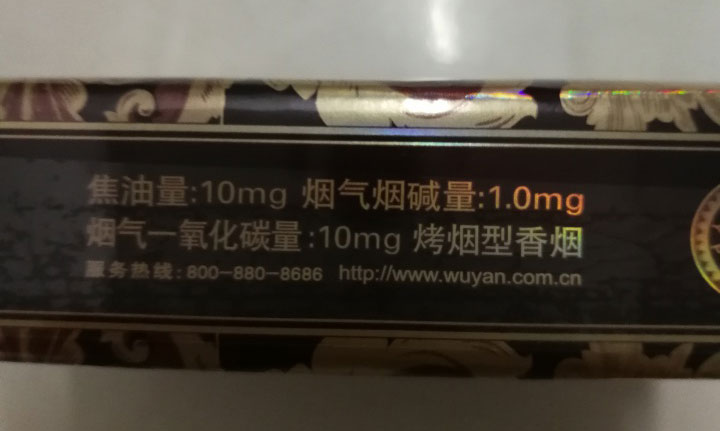 焦油量:10mg 烟气烟碱量:1.0mg
烟气一氧化碳量:10mg 烤烟型香烟
服务热线:800-880-8686 http://www.wuyan.com.cn